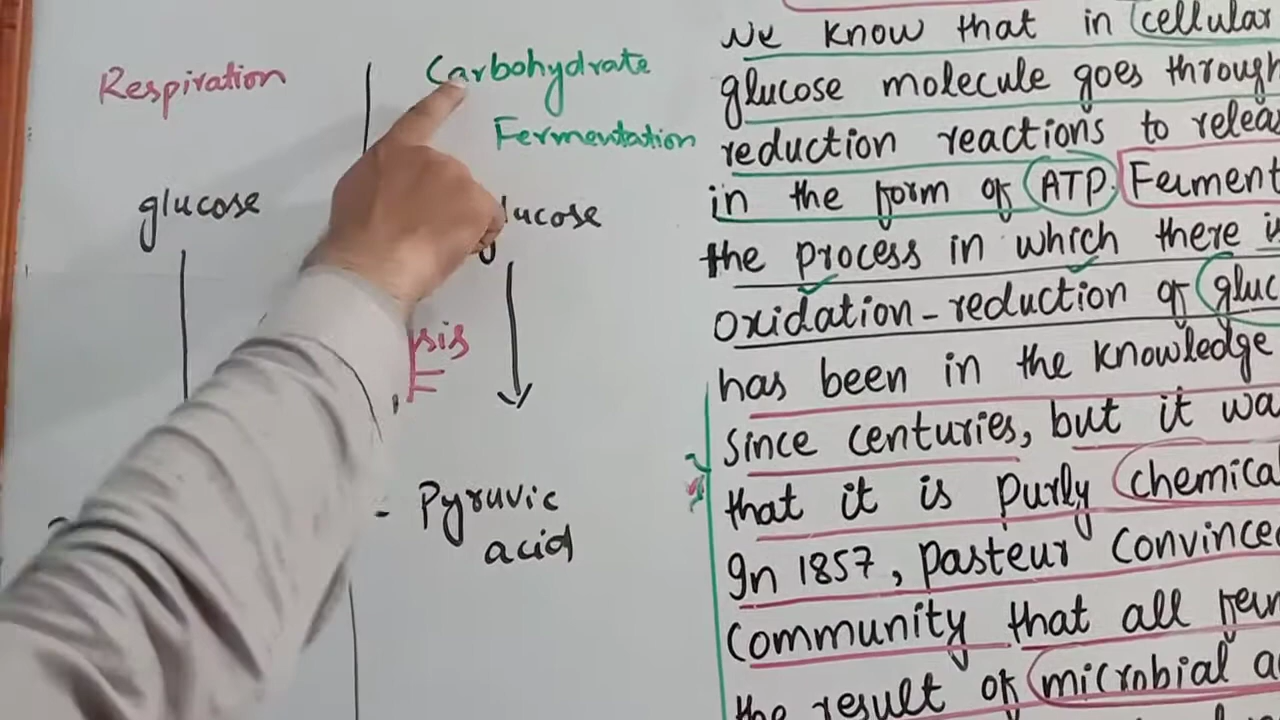 Respiration
Carbohydrate
Fermentation
glucose
sis
Pyruvic
acid
We know that in cellular
glucose molecule goes through
reduction reactions to relea
in the form of ATP. Ferment
the process in which there i
oxidation-reduction of gluc
has been in the knowledge
since centuries, but it wa
that it is purly chemica
In 1857, Pasteur convince
community that all fer
the result of microbial a